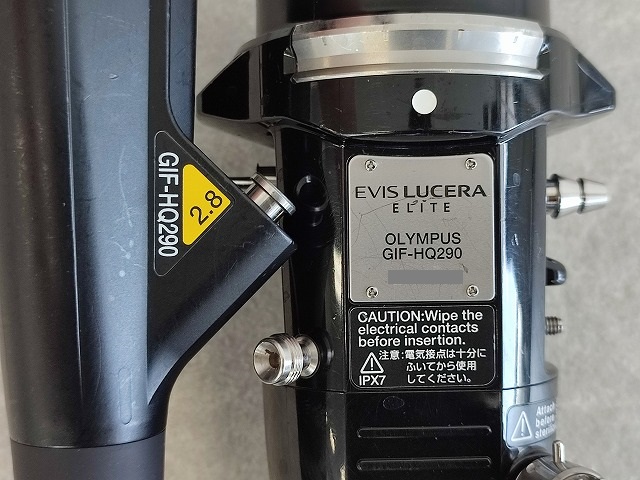 GIF-HQ290
2.8
EVIS LUCERA
ELITE
OLYMPUS
GIF-HQ290
CAUTION:Wipe the
electrical contacts
before insertion.
注意:電気接点は十分に
ふいてから使用
してください。
IPX7
Attach
before